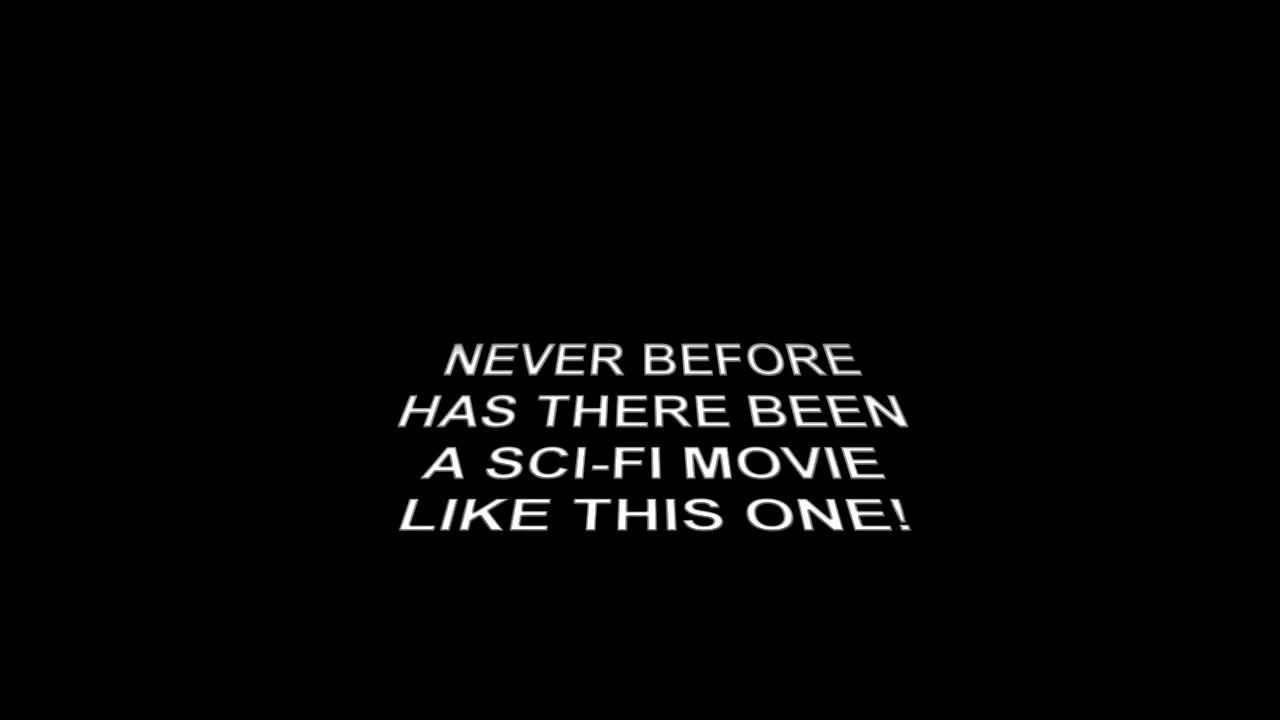 NEVER BEFORE
HAS THERE BEEN
A SCI-FI MOVIE
LIKE THIS ONE!